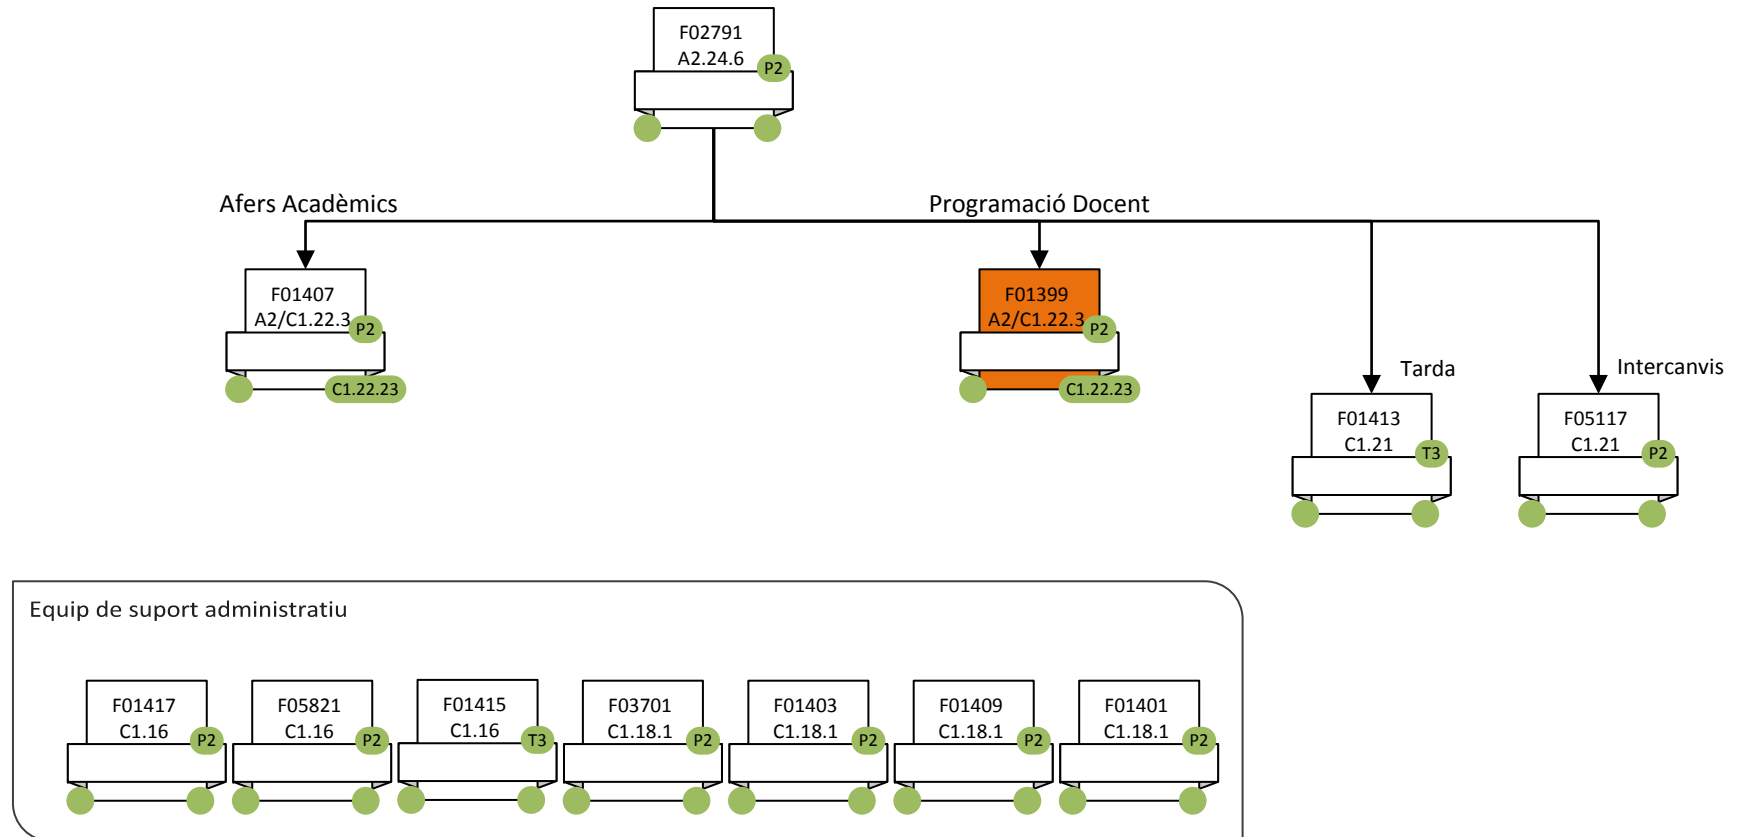 F02791
A2.24.6
P2
Afers Acadèmics
Programació Docent
F01407
A2/C1.22.3
P2
C1.22.23
F01399
A2/C1.22.3
P2
C1.22.23
Tarda
F01413
C1.21
T3
Intercanvis
F05117
C1.21
P2
Equip de suport administratiu
F01417
C1.16
P2
F05821
C1.16
P2
F01415
C1.16
T3
F03701
C1.18.1
P2
F01403
C1.18.1
P2
F01409
C1.18.1
P2
F01401
C1.18.1
P2